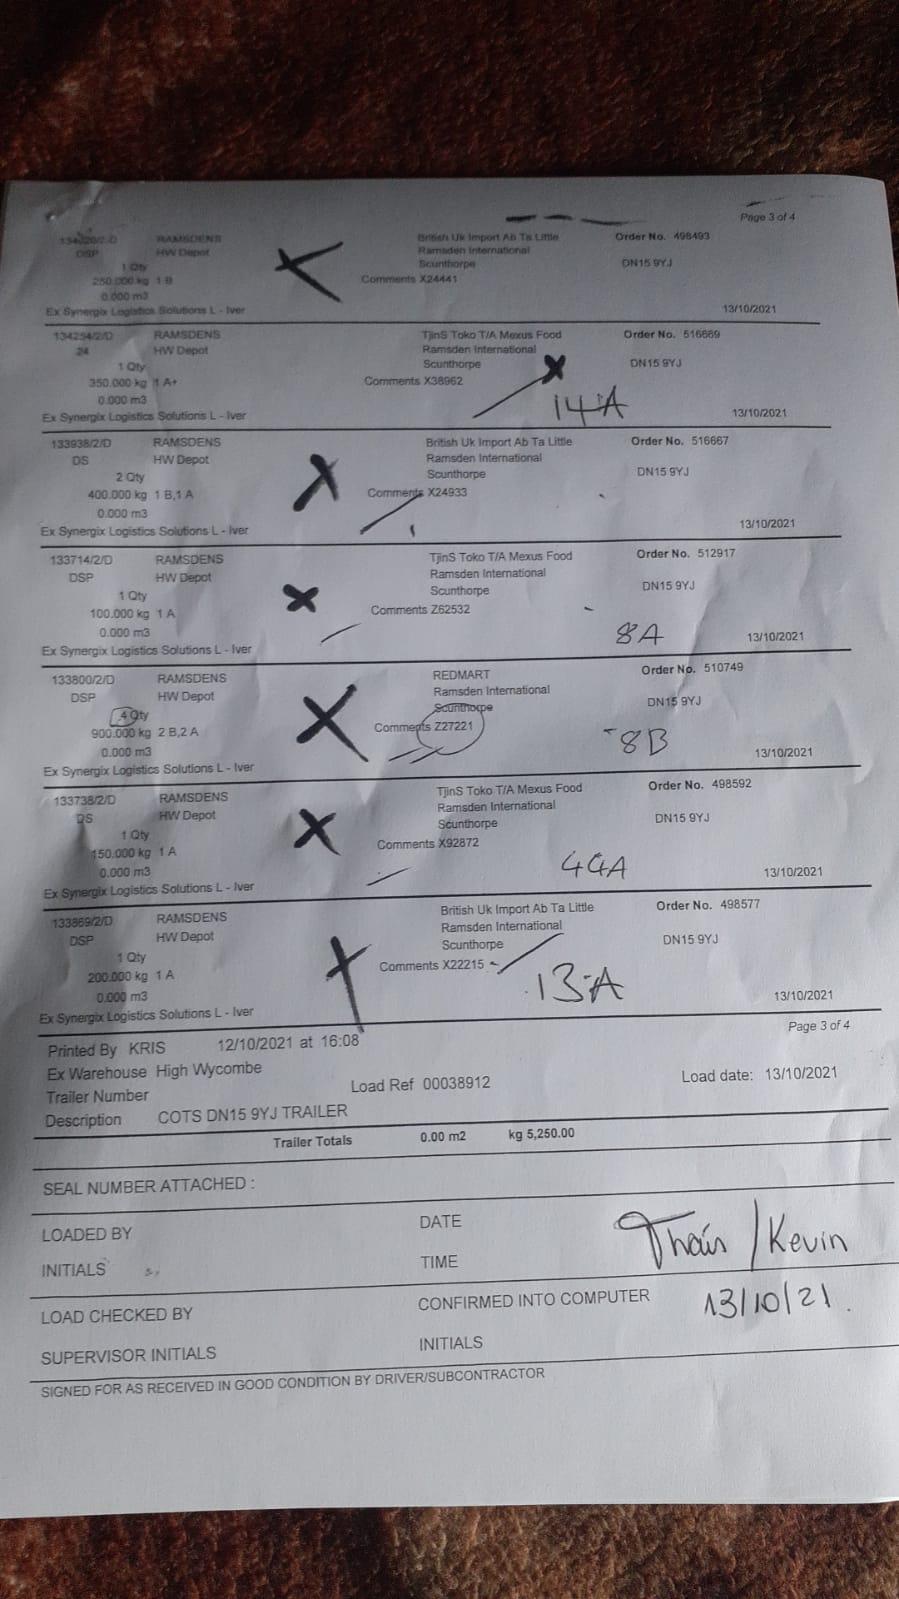 Page 3 of 4
RAMSDENS British Uk Import Ab Ta Little Order No. 498493
DSP HW Depot Ramsden International
1 Qty Scunthorpe DN15 9YJ
250.000 kg 1 B Comments X24441
0.000 m3
Ex Synergix Logistics Solutions L - Iver 13/10/2021
134254/2/D RAMSDENS TjinS Toko T/A Mexus Food Order No. 516669
24 HW Depot Ramsden International
1 Qty Scunthorpe DN15 9YJ
350.000 kg 1 A+ Comments X38962
0.000 m3 14A
Ex Synergix Logistics Solutions L - Iver 13/10/2021
133938/2/D RAMSDENS British Uk Import Ab Ta Little Order No. 516667
DS HW Depot Ramsden International
2 Qty Scunthorpe DN15 9YJ
400.000 kg 1 B,1 A Comments X24933
0.000 m3
Ex Synergix Logistics Solutions L - Iver 13/10/2021
133714/2/D RAMSDENS TjinS Toko T/A Mexus Food Order No. 512917
DSP HW Depot Ramsden International
1 Qty Scunthorpe DN15 9YJ
100.000 kg 1 A Comments Z62532
0.000 m3 8A
Ex Synergix Logistics Solutions L - Iver 13/10/2021
133800/2/D RAMSDENS REDMART Order No. 510749
DSP HW Depot Ramsden International
4 Qty Scunthorpe DN15 9YJ
900.000 kg 2 B,2 A Comments Z27221
0.000 m3 8B
Ex Synergix Logistics Solutions L - Iver 13/10/2021
133738/2/D RAMSDENS TjinS Toko T/A Mexus Food Order No. 498592
DS HW Depot Ramsden International
1 Qty Scunthorpe DN15 9YJ
150.000 kg 1 A Comments X92872
0.000 m3
Ex Synergix Logistics Solutions L - Iver 13/10/2021
133869/2/D RAMSDENS British Uk Import Ab Ta Little Order No. 498577
DSP HW Depot Ramsden International
1 Qty Scunthorpe DN15 9YJ
200.000 kg 1 A Comments X22215
0.000 m3 13-A
Ex Synergix Logistics Solutions L - Iver 13/10/2021
Page 3 of 4
Printed By KRIS 12/10/2021 at 16:08
Ex Warehouse High Wycombe
Trailer Number Load Ref 00038912 Load date: 13/10/2021
Description COTS DN15 9YJ TRAILER
Trailer Totals 0.00 m2 kg 5,250.00
SEAL NUMBER ATTACHED :
LOADED BY DATE Thaís / Kevin
INITIALS TIME
LOAD CHECKED BY CONFIRMED INTO COMPUTER 13/10/21.
SUPERVISOR INITIALS INITIALS
SIGNED FOR AS RECEIVED IN GOOD CONDITION BY DRIVER/SUBCONTRACTOR